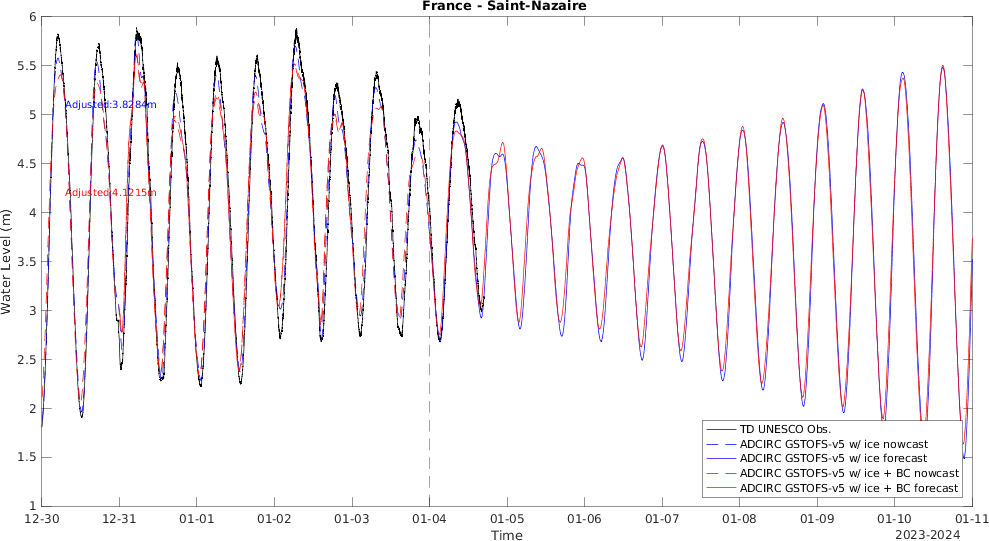 France - Saint-Nazaire
6
5.5
5
4.5
4
3.5
3
2.5
2
1.5
1
Water Level (m)
Adjusted:3.8284m
Adjusted:4.1215m
TD UNESCO Obs.
ADCIRC GSTOFS-v5 w/ ice nowcast
ADCIRC GSTOFS-v5 w/ ice forecast
ADCIRC GSTOFS-v5 w/ ice + BC nowcast
ADCIRC GSTOFS-v5 w/ ice + BC forecast
12-30 12-31 01-01 01-02 01-03 01-04 01-05 01-06 01-07 01-08 01-09 01-10 01-11
Time
2023-2024